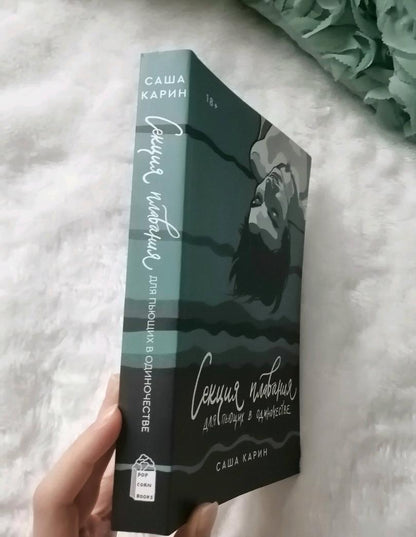 САША
КАРИН
Секция плавания
ДЛЯ ПЬЮЩИХ В ОДИНОЧЕСТВЕ
POP
CORN
BOOKS
18+
Секция плавания
ДЛЯ ПЬЮЩИХ В ОДИНОЧЕСТВЕ
САША КАРИН